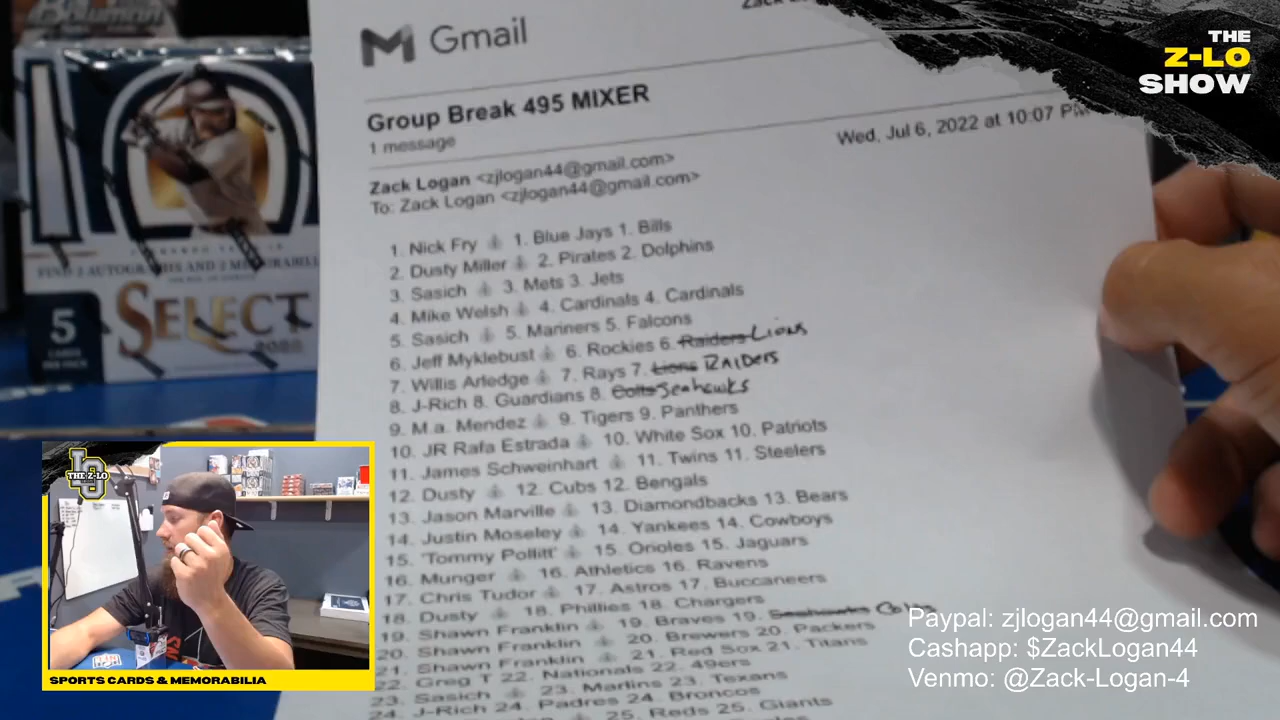 Bowman
FIND 2 AUTOGRAPHS AND 2 MEMORABILIA
SELECT
5
2022
Gmail
Group Break 495 MIXER
1 message
Wed, Jul 6, 2022 at 10:07 PM
Zack Logan <zjlogan44@gmail.com>
To: Zack Logan <zjlogan44@gmail.com>
1. Nick Fry 1. Blue Jays 1. Bills
2. Dusty Miller 2. Pirates 2. Dolphins
3. Sasich 3. Mets 3. Jets
4. Mike Welsh 4. Cardinals 4. Cardinals
5. Sasich 5. Mariners 5. Falcons
6. Jeff Myklebust 6. Rockies 6. Raiders Lions
7. Willis Arledge 7. Rays 7. Lions RAIDERS
8. J-Rich 8. Guardians 8. Colts Seahawks
9. M.a. Mendez 9. Tigers 9. Panthers
10. JR Rafa Estrada 10. White Sox 10. Patriots
11. James Schweinhart 11. Twins 11. Steelers
12. Dusty 12. Cubs 12. Bengals
13. Jason Marville 13. Diamondbacks 13. Bears
14. Justin Moseley 14. Yankees 14. Cowboys
15. 'Tommy Pollitt' 15. Orioles 15. Jaguars
16. Munger 16. Athletics 16. Ravens
17. Chris Tudor 17. Astros 17. Buccaneers
18. Dusty 18. Phillies 18. Chargers
19. Shawn Franklin 19. Braves 19. Seahawks Colts
20. Shawn Franklin 20. Brewers 20. Packers
21. Shawn Franklin 21. Red Sox 21. Titans
22. Greg T 22. Nationals 22. 49ers
23. Sasich 23. Marlins 23. Texans
24. J-Rich 24. Padres 24. Broncos
25. Reds 25. Giants
THE
Z-LO
SHOW
THE Z-LO
SPORTS CARDS & MEMORABILIA
Paypal: zjlogan44@gmail.com
Cashapp: $ZackLogan44
Venmo: @Zack-Logan-4